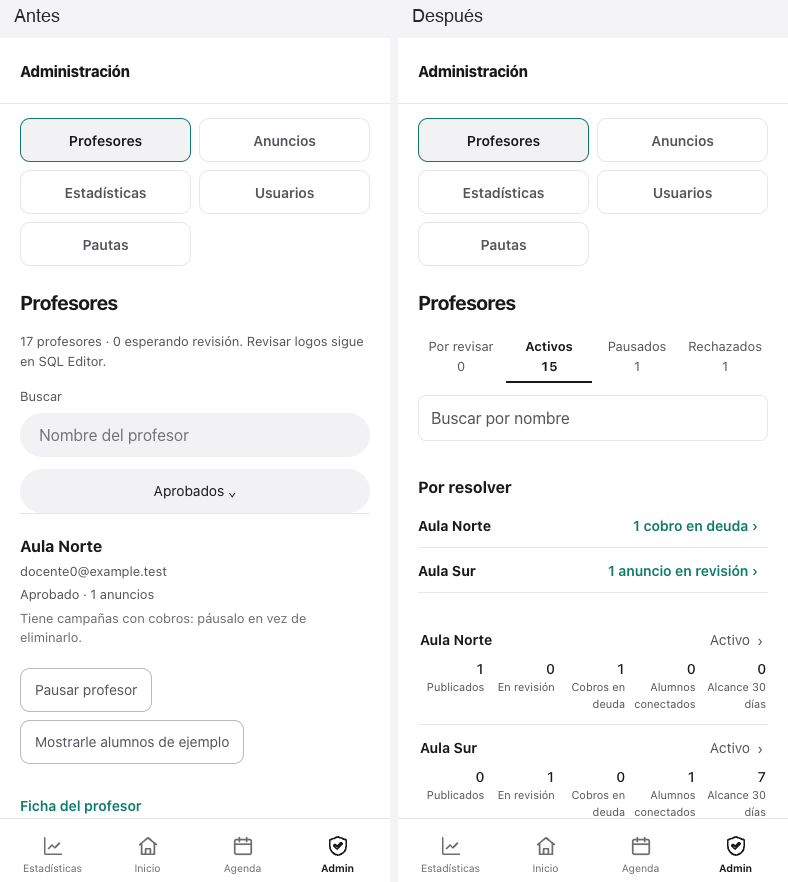 Antes
Administración
Profesores
Anuncios
Estadísticas
Usuarios
Pautas
Profesores
17 profesores · 0 esperando revisión. Revisar logos sigue
en SQL Editor.
Buscar
Nombre del profesor
Aprobados
Aula Norte
docente0@example.test
Aprobado · 1 anuncios
Tiene campañas con cobros: páusalo en vez de
eliminarlo.
Pausar profesor
Mostrarle alumnos de ejemplo
Ficha del profesor
Estadísticas
Inicio
Agenda
Admin
Después
Administración
Profesores
Anuncios
Estadísticas
Usuarios
Pautas
Profesores
Por revisar
0
Activos
15
Pausados
1
Rechazados
1
Buscar por nombre
Por resolver
Aula Norte
1 cobro en deuda ›
Aula Sur
1 anuncio en revisión ›
Aula Norte
Activo ›
1 0 1 0 0
Publicados En revisión Cobros en Alumnos Alcance 30
deuda conectados días
Aula Sur
Activo ›
0 1 0 1 7
Publicados En revisión Cobros en Alumnos Alcance 30
deuda conectados días
Estadísticas
Inicio
Agenda
Admin